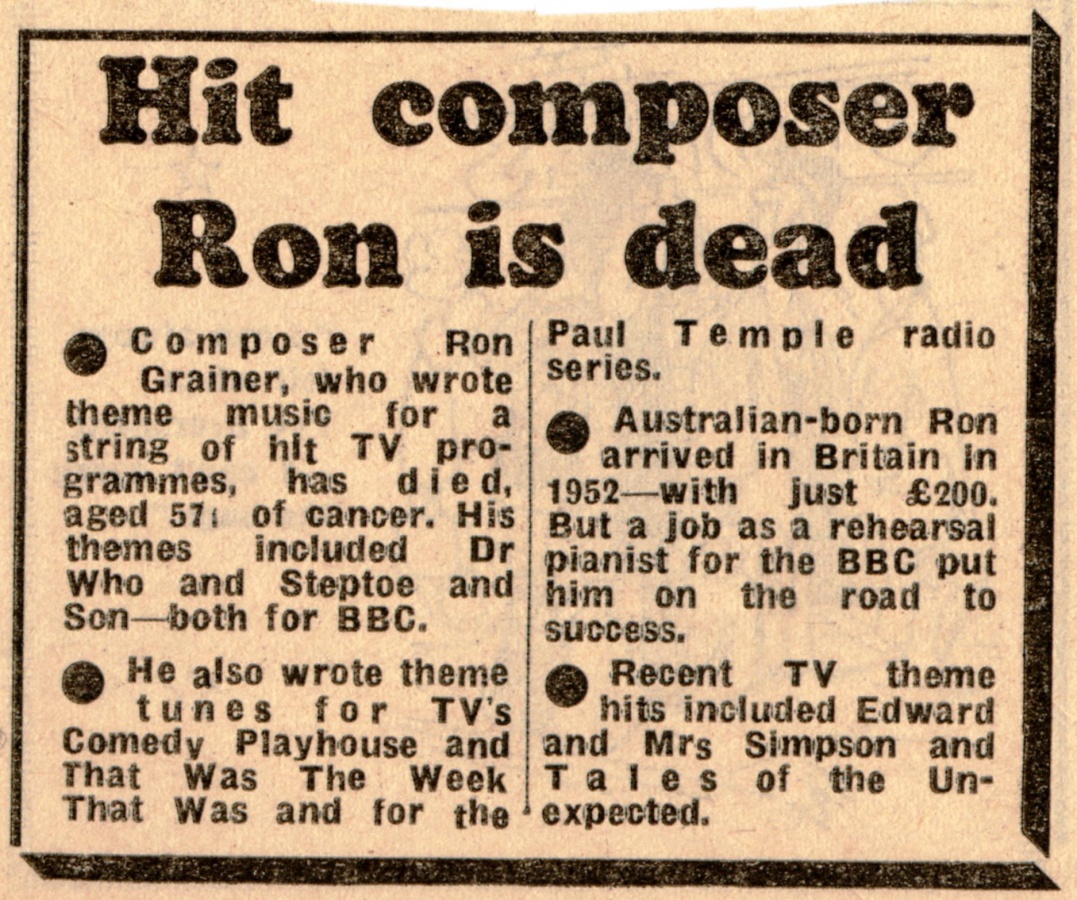 Hit composer
Ron is dead
● Composer Ron
Grainer, who wrote
theme music for a
string of hit TV pro-
grammes, has died,
aged 57, of cancer. His
themes included Dr
Who and Steptoe and
Son—both for BBC.
● He also wrote theme
tunes for TV's
Comedy Playhouse and
That Was The Week
That Was and for the
Paul Temple radio
series.
● Australian-born Ron
arrived in Britain in
1952—with just £200.
But a job as a rehearsal
pianist for the BBC put
him on the road to
success.
● Recent TV theme
hits included Edward
and Mrs Simpson and
Tales of the Un-
expected.